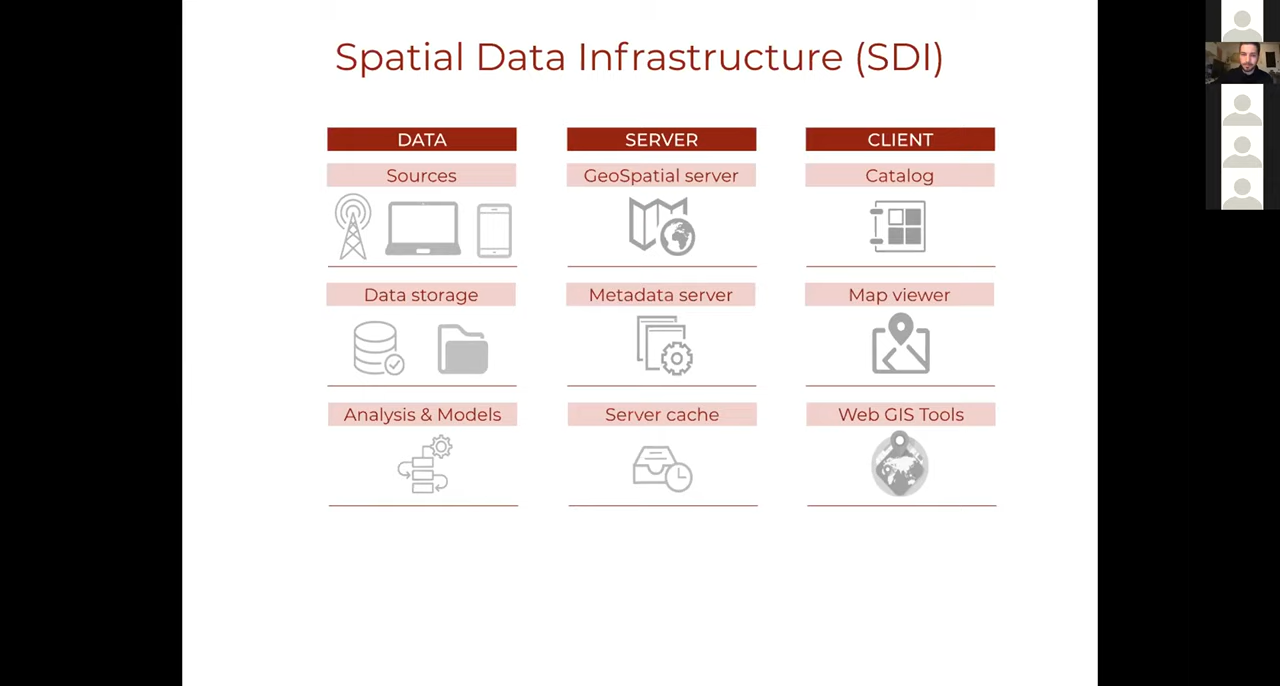 Spatial Data Infrastructure (SDI)
DATA
SERVER
CLIENT
Sources
GeoSpatial server
Catalog
Data storage
Metadata server
Map viewer
Analysis & Models
Server cache
Web GIS Tools